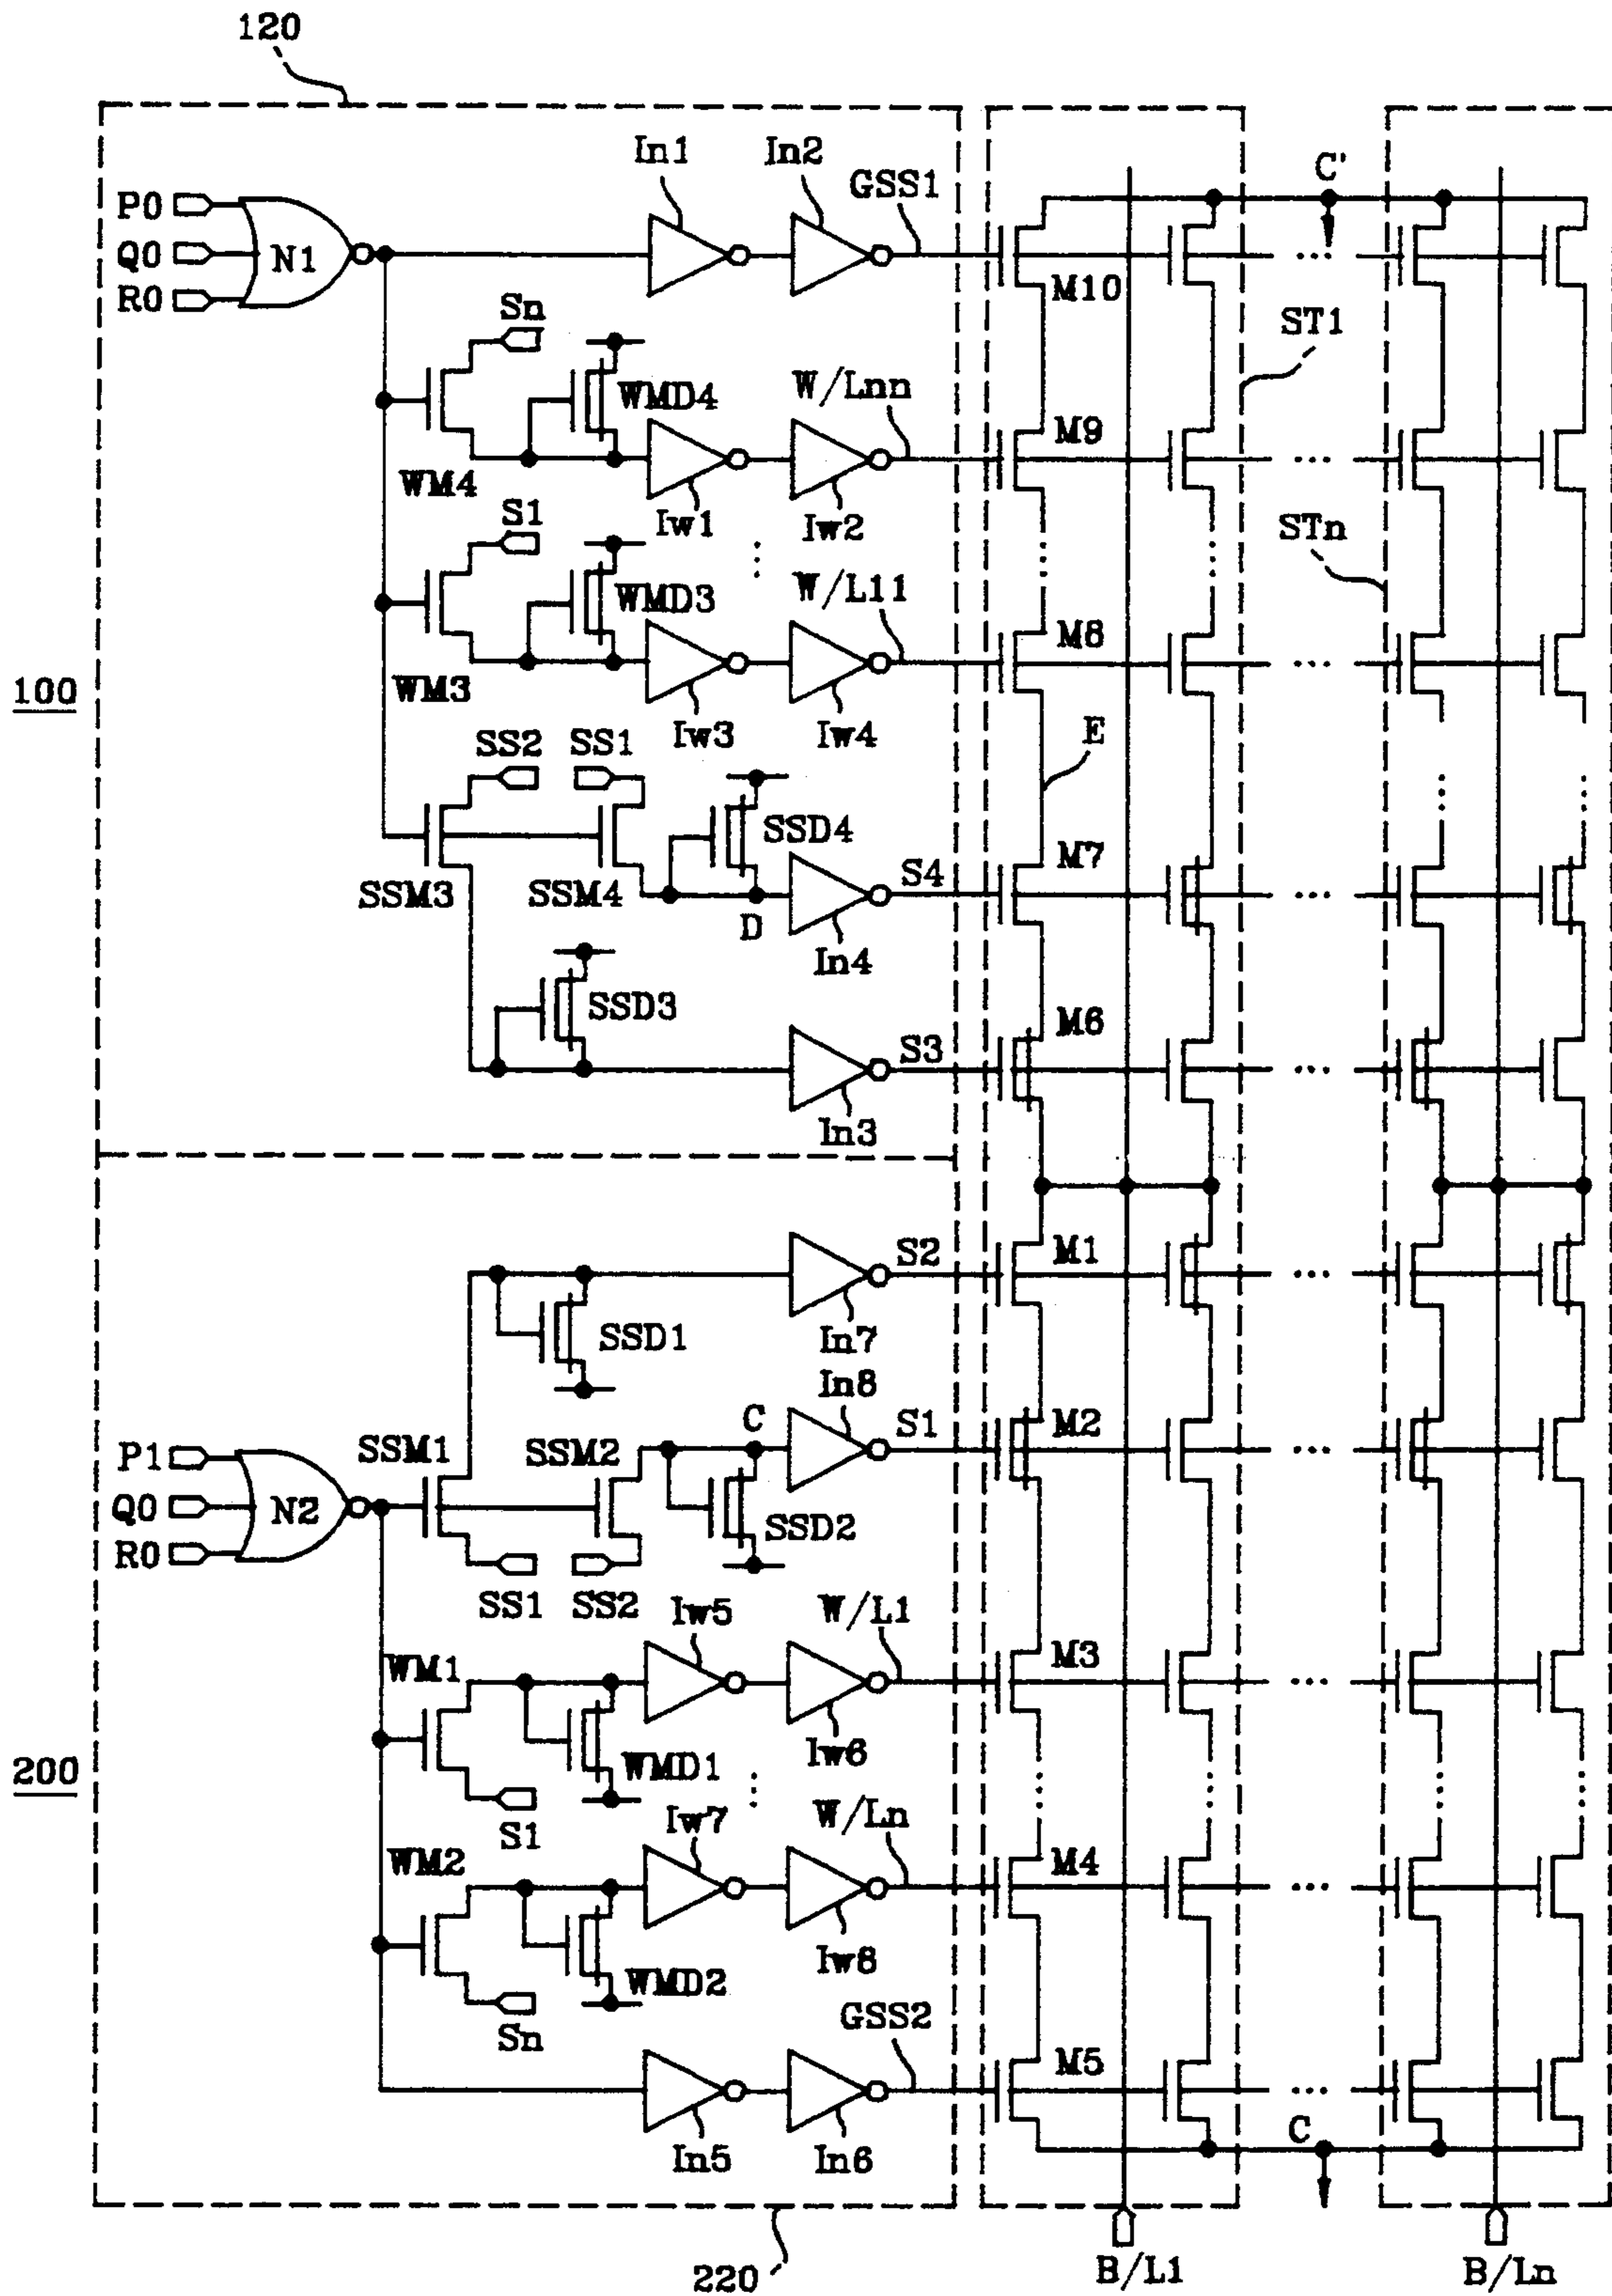 120
In1 In2 GSS1 C'
P0
Q0 N1
R0
M10
Sn ST1
WMD4 W/Lnn M9
WM4
Iw1 Iw2
S1 STn
WMD3 W/L11 M8
100 WM3
Iw3 Iw4
SS2 SS1 E
SSD4 S4 M7
SSM3 SSM4 D
In4
SSD3 S3 M6
In3
S2 M1
SSD1 In7
In8
C S1 M2
P1 SSM1 SSM2
Q0 N2 SSD2
R0
SS1 SS2 Iw5 W/L1
WM1 M3
Iw6
200 WMD1
S1 Iw7 W/Ln
WM2 M4
Iw8
WMD2
Sn GSS2
M5
C
In5 In6
220 B/L1 B/Ln